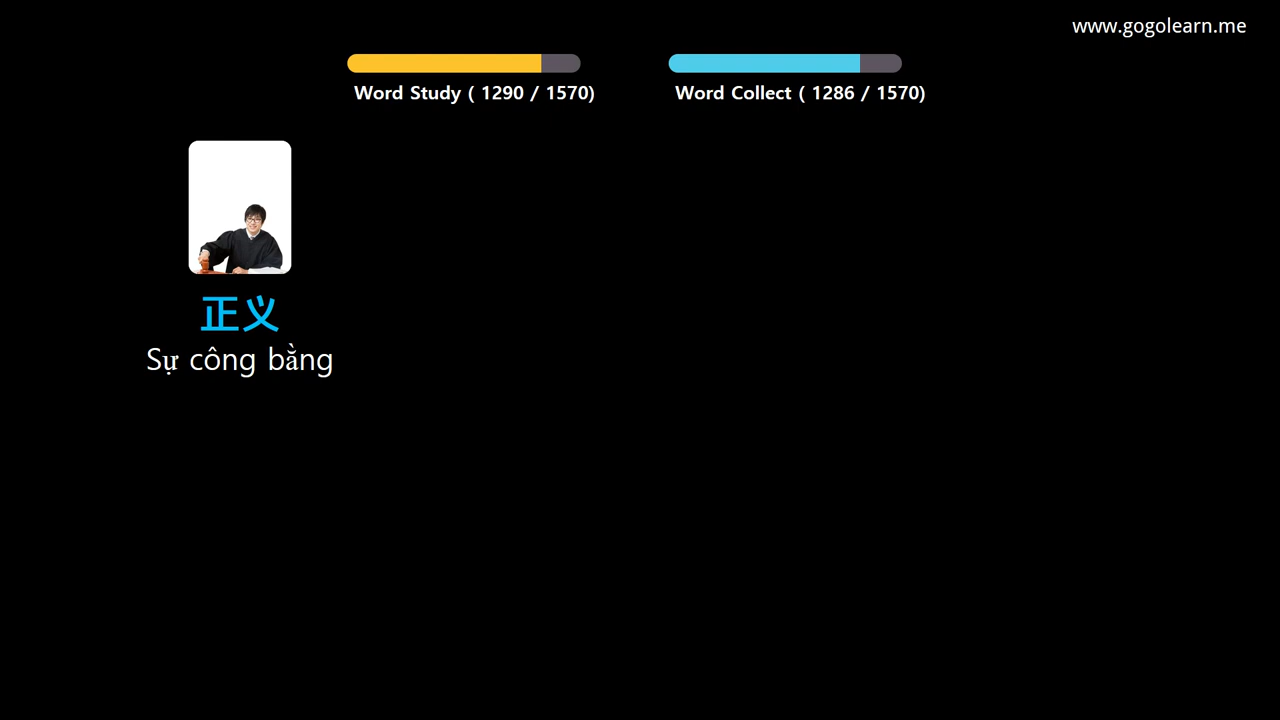 www.gogolearn.me
Word Study ( 1290 / 1570)
Word Collect ( 1286 / 1570)
正义
Sự công bằng